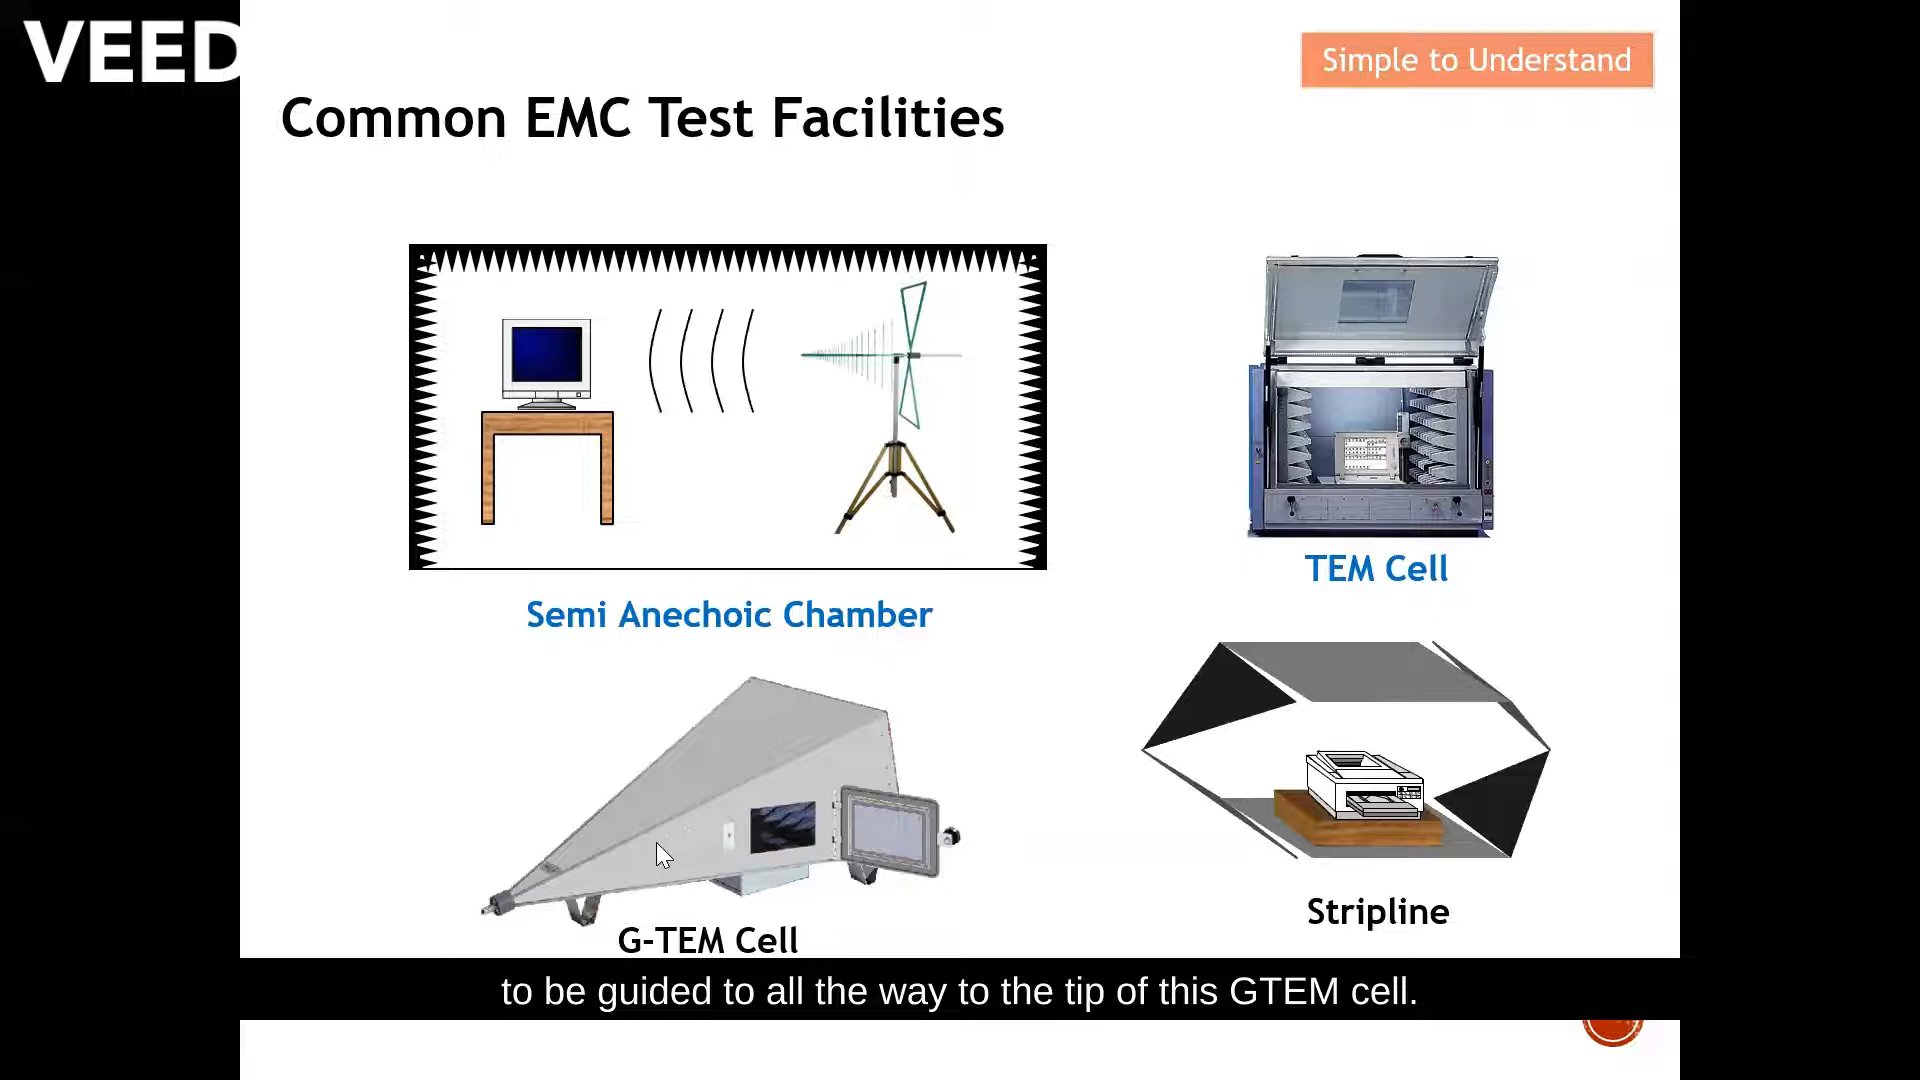 VEED
Simple to Understand
Common EMC Test Facilities
TEM Cell
Semi Anechoic Chamber
Stripline
G-TEM Cell
to be guided to all the way to the tip of this GTEM cell.